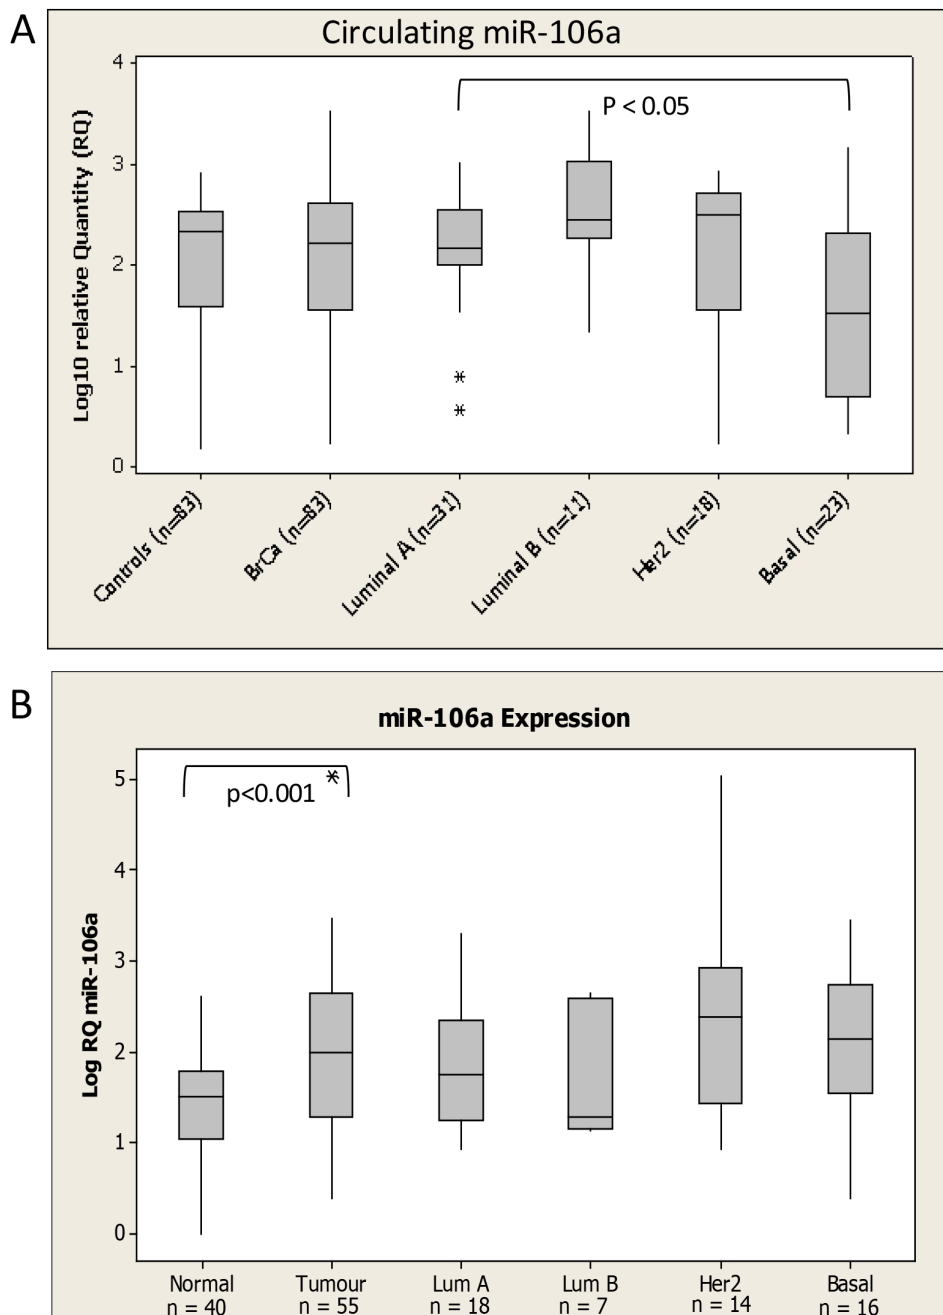 A
Circulating miR-106a
4
P < 0.05
3
2
1
0
Log10 relative Quantity (RQ)
Controls (n=83)
BrCa (n=83)
Luminal A (n=31)
Luminal B (n=11)
Her2 (n=18)
Basal (n=23)
B
miR-106a Expression
5
p<0.001
4
3
2
1
0
Log RQ miR-106a
Normal Tumour Lum A Lum B Her2 Basal
n = 40 n = 55 n = 18 n = 7 n = 14 n = 16